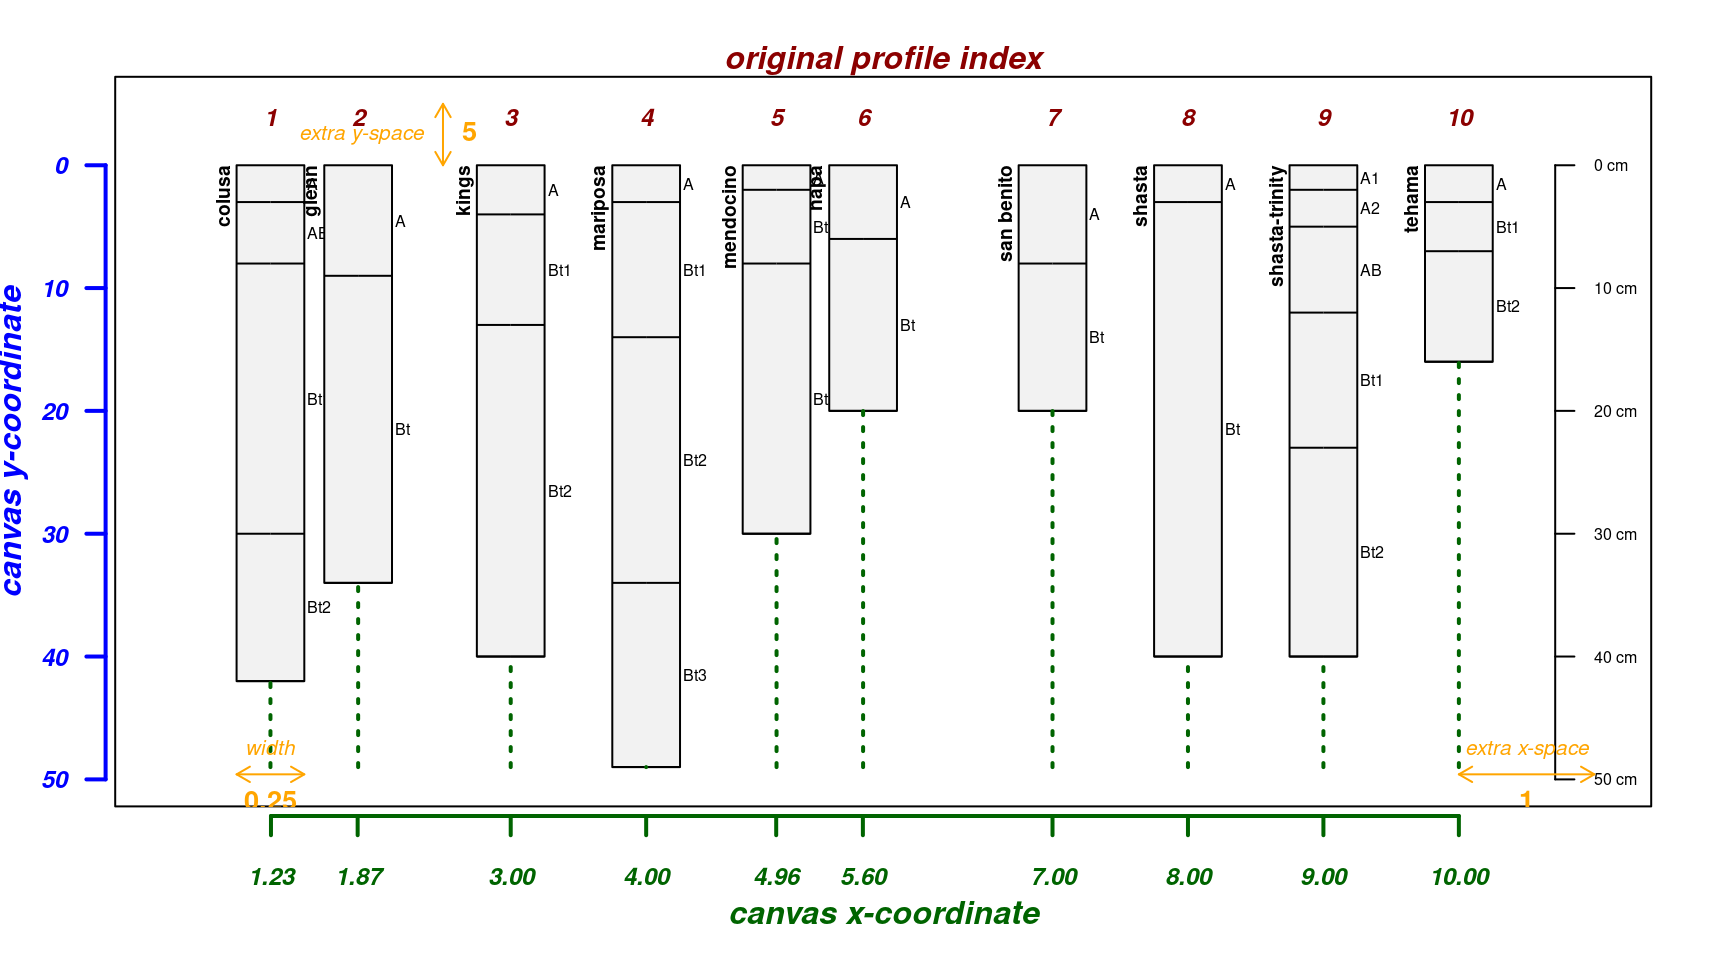 original profile index
1 2 3 4 5 6 7 8 9 10
extra y-space 5
canvas y-coordinate
0
10
20
30
40
50
colusa
AB
Bt2
glenn
A
Bt
kings
A
Bt1
Bt2
mariposa
A
Bt1
Bt2
Bt3
mendocino
napa
A
Bt
san benito
A
Bt
shasta
A
Bt
shasta-trinity
A1
A2
AB
Bt1
Bt2
tehama
A
Bt1
Bt2
0 cm
10 cm
20 cm
30 cm
40 cm
50 cm
width
0.25
extra x-space
1
1.23 1.87 3.00 4.00 4.96 5.60 7.00 8.00 9.00 10.00
canvas x-coordinate